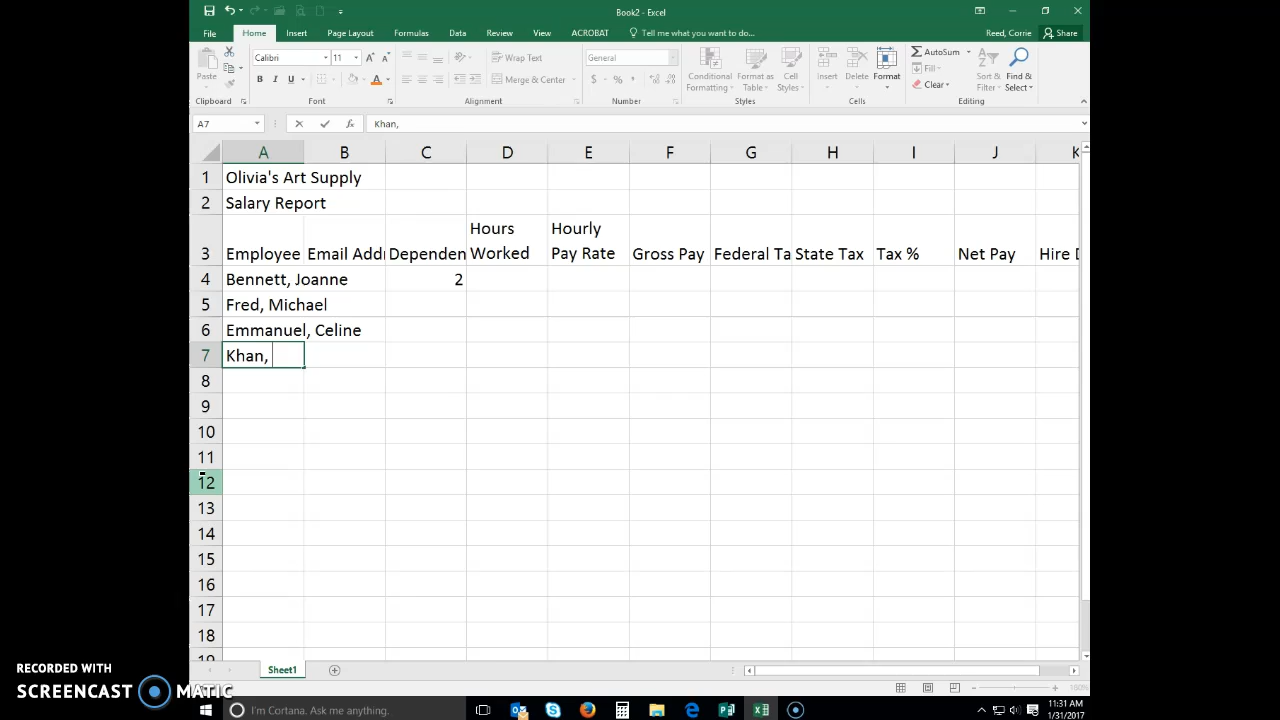 Book2 - Excel
File Home Insert Page Layout Formulas Data Review View ACROBAT Tell me what you want to do... Reed, Corrie Share
Paste Calibri 11 Wrap Text General AutoSum
B I U Merge & Center $ % Conditional Formatting Format as Table Cell Styles Insert Delete Format Fill Clear Sort & Filter Find & Select
Clipboard Font Alignment Number Styles Cells Editing
A7 fx Khan,
A B C D E F G H I J K
1 Olivia's Art Supply
2 Salary Report
3 Employee Email Addr Dependen Hours Worked Hourly Pay Rate Gross Pay Federal Ta State Tax Tax % Net Pay Hire D
4 Bennett, Joanne 2
5 Fred, Michael
6 Emmanuel, Celine
7 Khan,
8
9
10
11
12
13
14
15
16
17
18
19
Sheet1
160%
RECORDED WITH
SCREENCAST MATIC
I'm Cortana. Ask me anything.
11:31 AM
1/31/2017